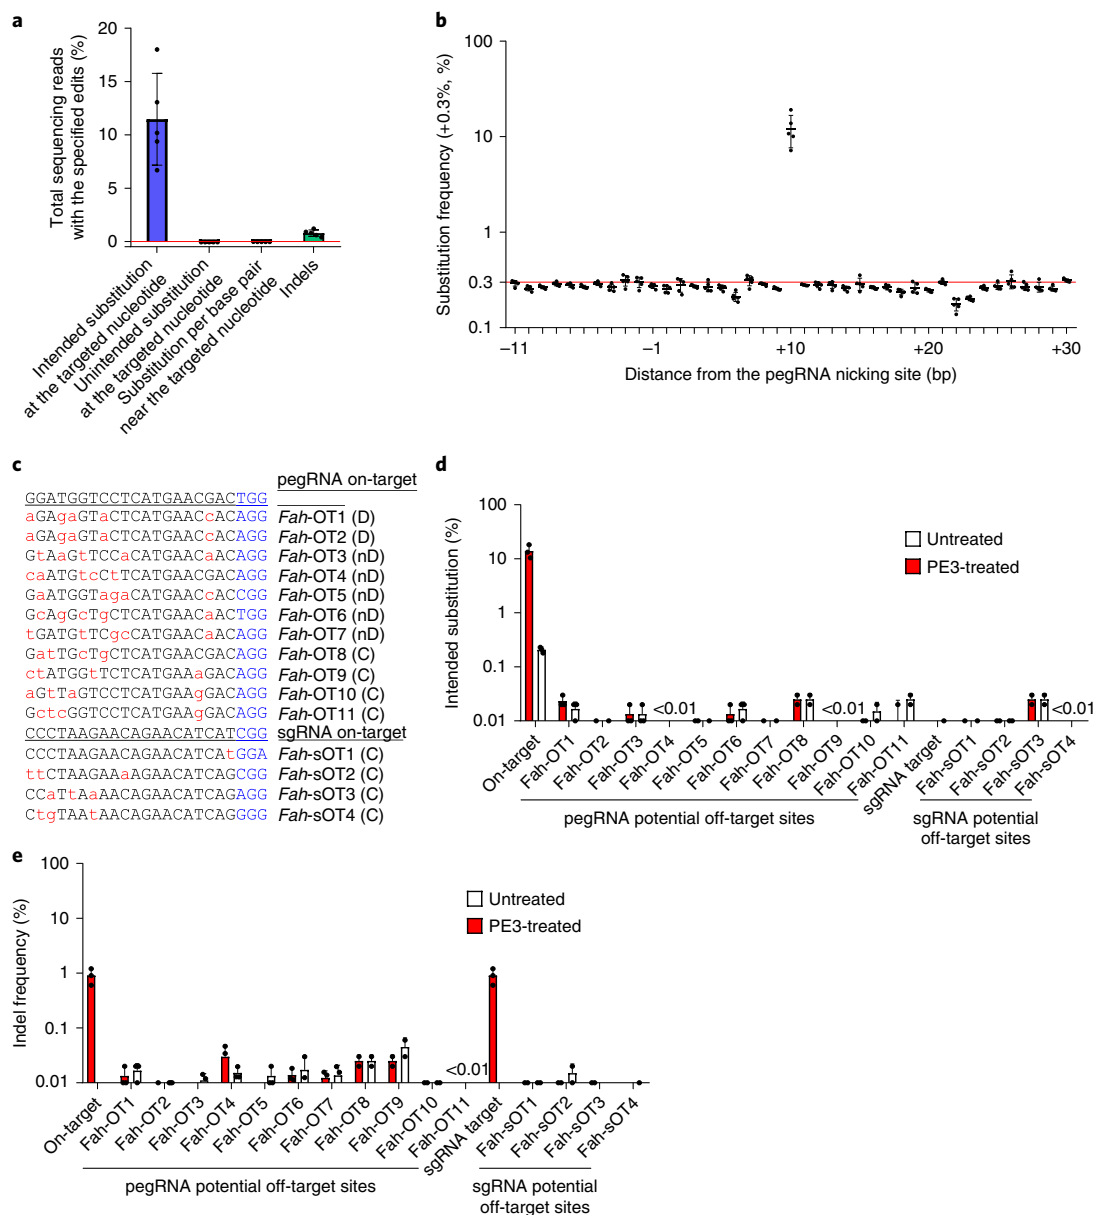 a
Total sequencing reads
with the specified edits (%)
20
15
10
5
0
Intended substitution
at the targeted nucleotide
Unintended substitution
at the targeted nucleotide
Substitution per base pair
near the targeted nucleotide
Indels
b
Substitution frequency (+0.3%, %)
100
10
1
0.3
0.1
−11
−1
+10
+20
+30
Distance from the pegRNA nicking site (bp)
c
pegRNA on-target
GGATGGTCCTCATGAACGACTGG
aGAgaGTaCTCATGAACcACAGG Fah-OT1 (D)
aGAgaGTaCTCATGAACcACAGG Fah-OT2 (D)
GtAaGtTCCaCATGAACaACAGG Fah-OT3 (nD)
caATGtcCtTCATGAACGACAGG Fah-OT4 (nD)
GaATGGTagaCATGAACcACCGG Fah-OT5 (nD)
GcAgGcTgCTCATGAACaACTGG Fah-OT6 (nD)
tGATGtTCgcCATGAACaACAGG Fah-OT7 (nD)
GatTGcTgCTCATGAACGACAGG Fah-OT8 (C)
ctATGGtTCTCATGAAaGACAGG Fah-OT9 (C)
aGtTaGTCCTCATGAAgGACAGG Fah-OT10 (C)
GctcGGTCCTCATGAAgGACAGG Fah-OT11 (C)
CCCTAAGAACAGAACATCATCGG sgRNA on-target
CCCTAAGAACAGAACATCAtGGA Fah-sOT1 (C)
ttCTAAGAAaAGAACATCAGCGG Fah-sOT2 (C)
CCaTtAaAACAGAACATCAGAGG Fah-sOT3 (C)
CtgTAAtAACAGAACATCAGGGG Fah-sOT4 (C)
d
Intended substitution (%)
100
10
1
0.1
0.01
Untreated
PE3-treated
<0.01
<0.01
<0.01
On-target
Fah-OT1
Fah-OT2
Fah-OT3
Fah-OT4
Fah-OT5
Fah-OT6
Fah-OT7
Fah-OT8
Fah-OT9
Fah-OT10
Fah-OT11
sgRNA target
Fah-sOT1
Fah-sOT2
Fah-sOT3
Fah-sOT4
pegRNA potential off-target sites
sgRNA potential
off-target sites
e
Indel frequency (%)
100
10
1
0.1
0.01
Untreated
PE3-treated
<0.01
On-target
Fah-OT1
Fah-OT2
Fah-OT3
Fah-OT4
Fah-OT5
Fah-OT6
Fah-OT7
Fah-OT8
Fah-OT9
Fah-OT10
Fah-OT11
sgRNA target
Fah-sOT1
Fah-sOT2
Fah-sOT3
Fah-sOT4
pegRNA potential off-target sites
sgRNA potential
off-target sites